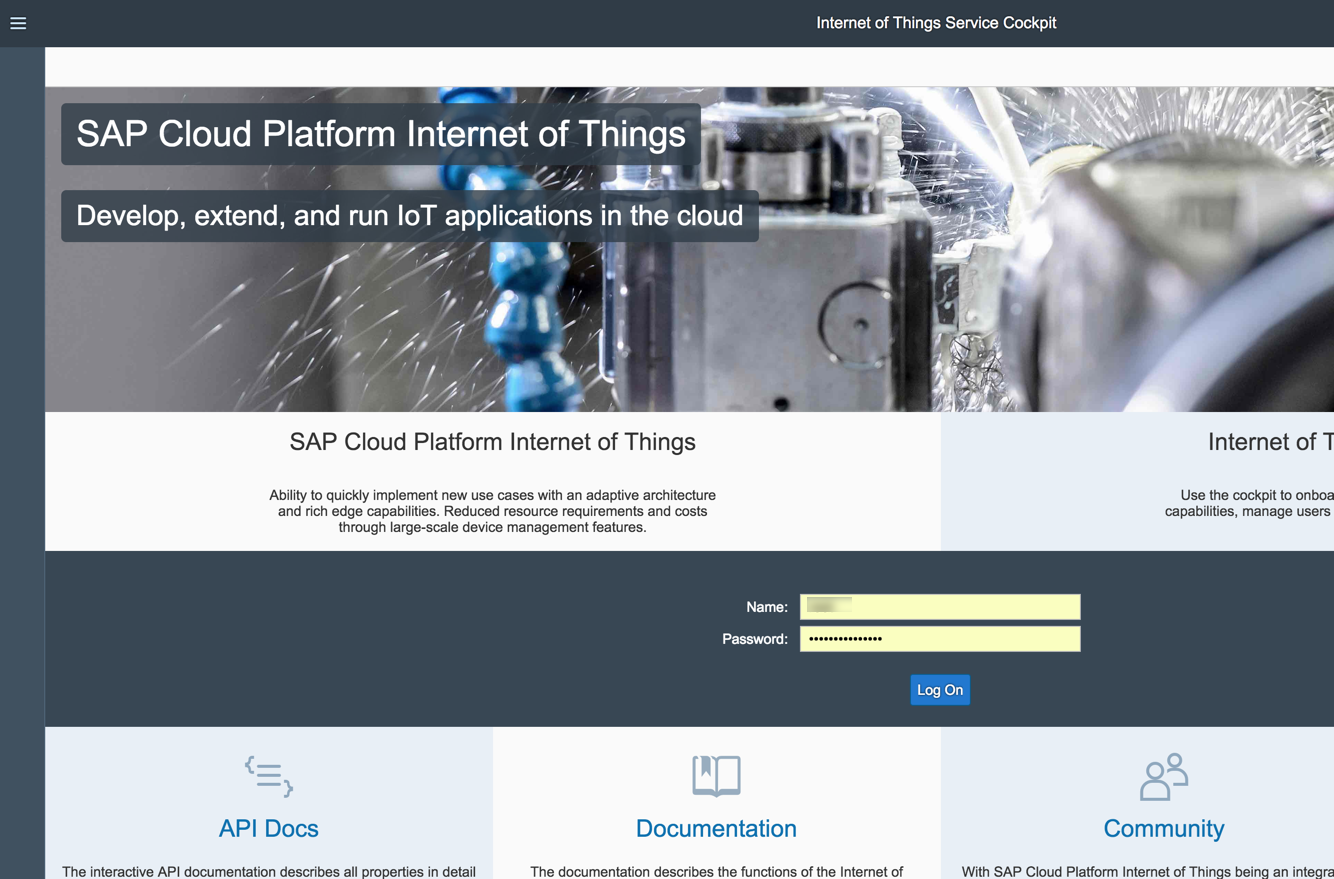 Internet of Things Service Cockpit
SAP Cloud Platform Internet of Things
Develop, extend, and run IoT applications in the cloud
SAP Cloud Platform Internet of Things
Ability to quickly implement new use cases with an adaptive architecture
and rich edge capabilities. Reduced resource requirements and costs
through large-scale device management features.
Internet of
Use the cockpit to
capabilities, manage users
Name:
Password:
Log On
API Docs
The interactive API documentation describes all properties in detail
Documentation
The documentation describes the functions of the Internet of
Community
With SAP Cloud Platform Internet of Things being an